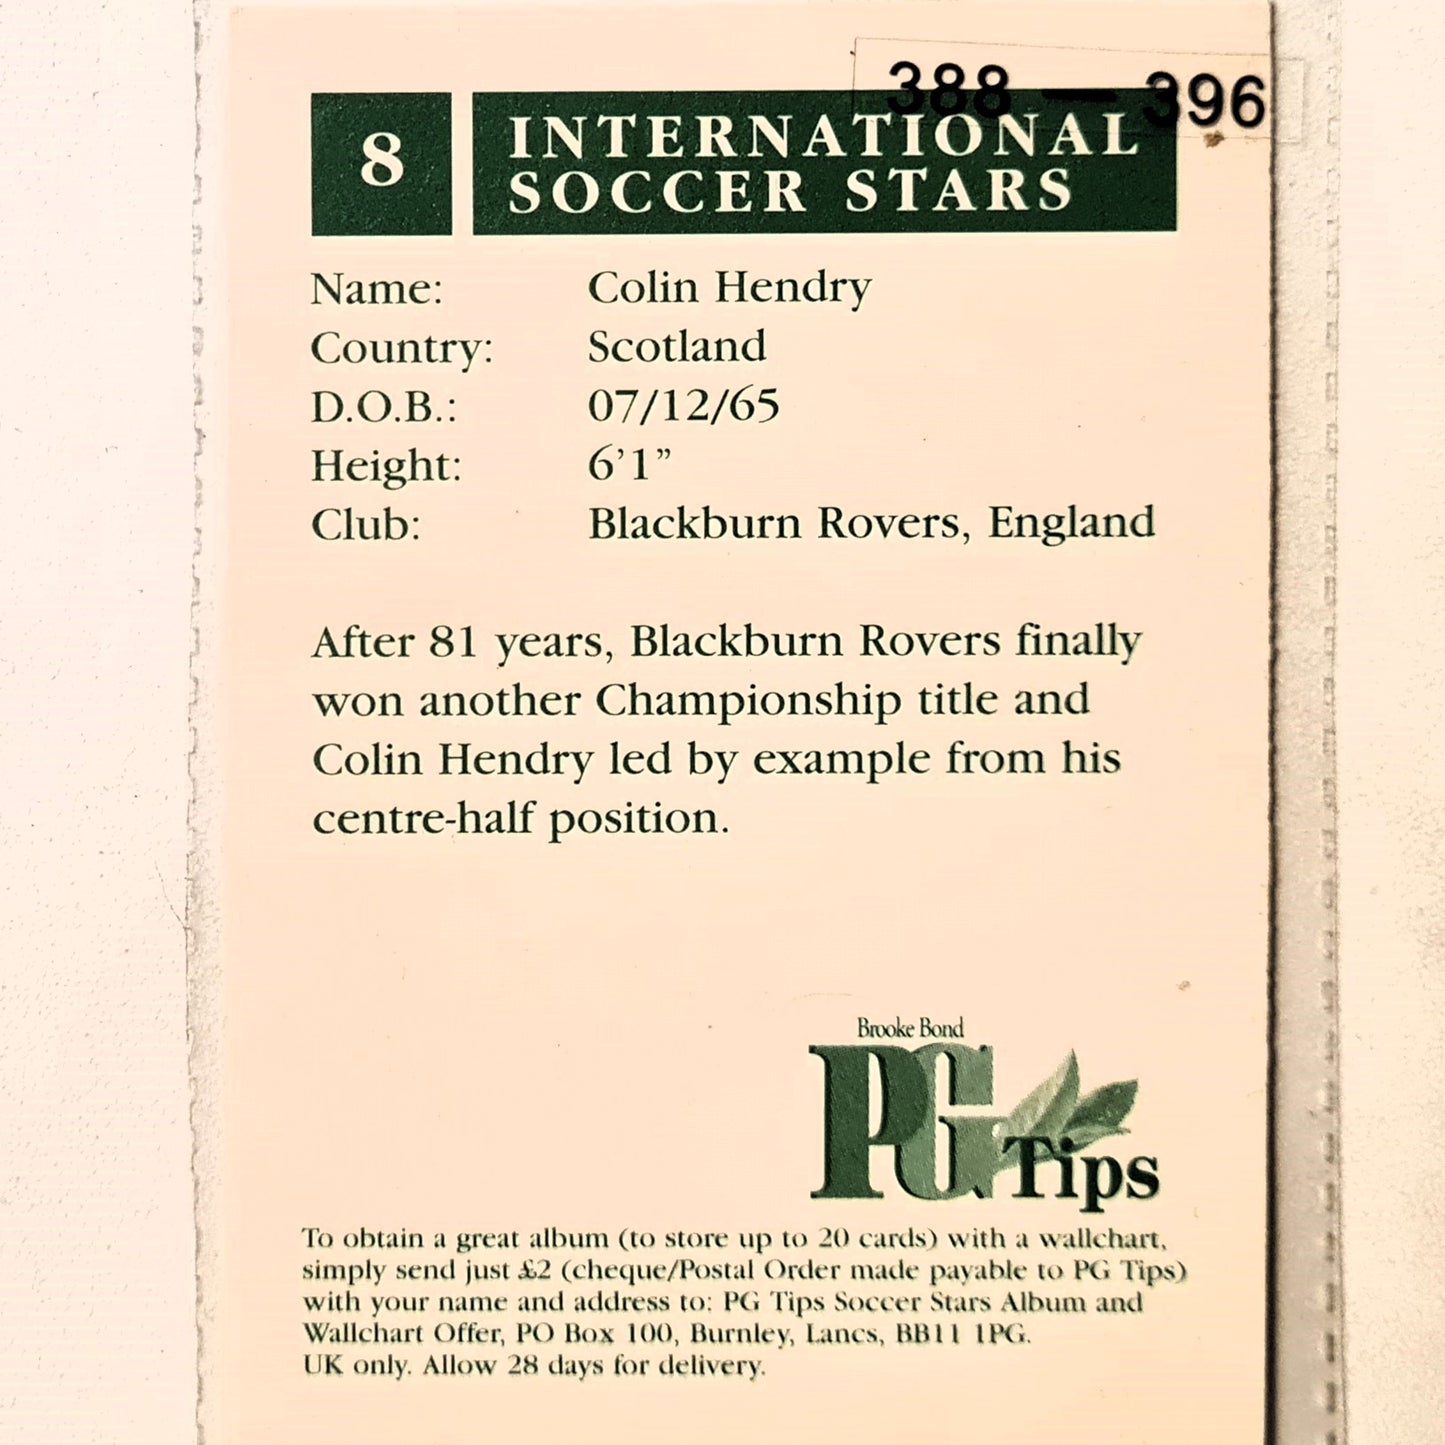 388 — 396
8
INTERNATIONAL
SOCCER STARS
Name: Colin Hendry
Country: Scotland
D.O.B.: 07/12/65
Height: 6'1”
Club: Blackburn Rovers, England
After 81 years, Blackburn Rovers finally
won another Championship title and
Colin Hendry led by example from his
centre-half position.
Brooke Bond
PG
Tips
To obtain a great album (to store up to 20 cards) with a wallchart,
simply send just £2 (cheque/Postal Order made payable to PG Tips)
with your name and address to: PG Tips Soccer Stars Album and
Wallchart Offer, PO Box 100, Burnley, Lancs, BB11 1PG.
UK only. Allow 28 days for delivery.